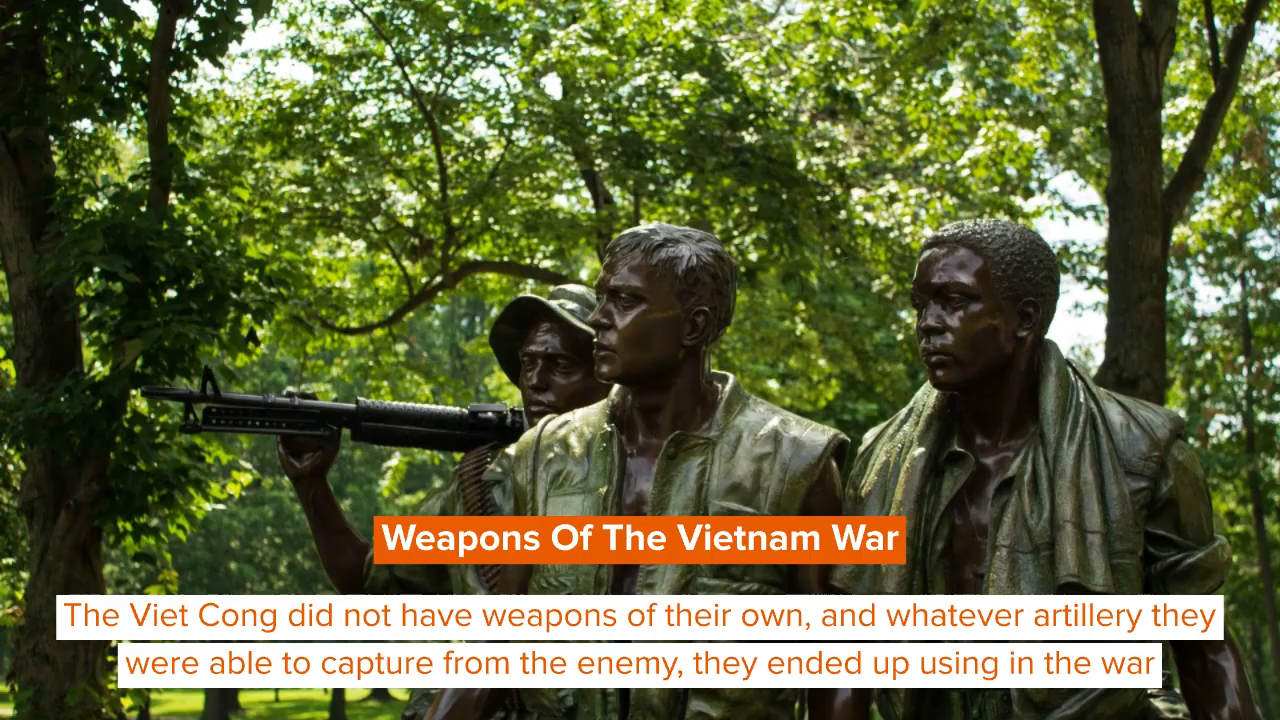 Weapons Of The Vietnam War
The Viet Cong did not have weapons of their own, and whatever artillery they
were able to capture from the enemy, they ended up using in the war